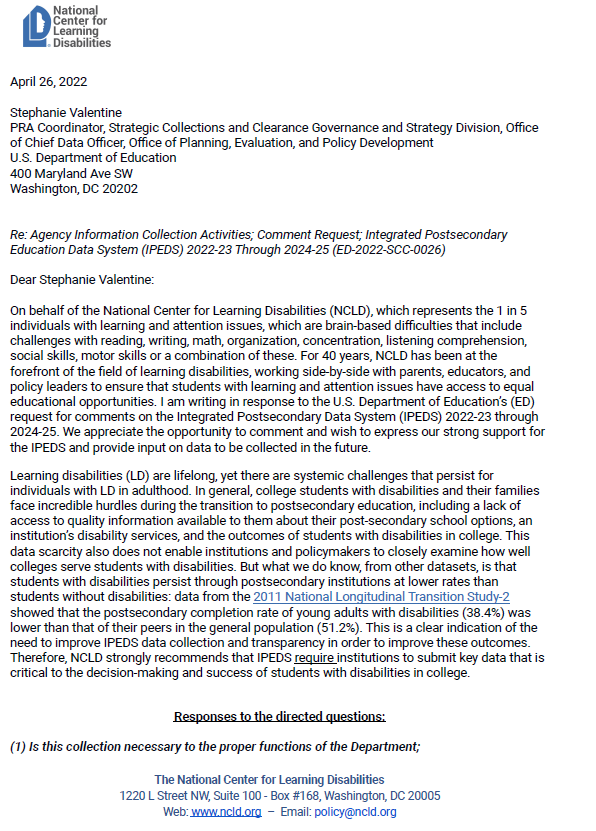 National
Center for
Learning
Disabilities
April 26, 2022
Stephanie Valentine
PRA Coordinator, Strategic Collections and Clearance Governance and Strategy Division, Office
of Chief Data Officer, Office of Planning, Evaluation, and Policy Development
U.S. Department of Education
400 Maryland Ave SW
Washington, DC 20202
Re: Agency Information Collection Activities; Comment Request; Integrated Postsecondary
Education Data System (IPEDS) 2022-23 Through 2024-25 (ED-2022-SCC-0026)
Dear Stephanie Valentine:
On behalf of the National Center for Learning Disabilities (NCLD), which represents the 1 in 5
individuals with learning and attention issues, which are brain-based difficulties that include
challenges with reading, writing, math, organization, concentration, listening comprehension,
social skills, motor skills or a combination of these. For 40 years, NCLD has been at the
forefront of the field of learning disabilities, working side-by-side with parents, educators, and
policy leaders to ensure that students with learning and attention issues have access to equal
educational opportunities. I am writing in response to the U.S. Department of Education's (ED)
request for comments on the Integrated Postsecondary Data System (IPEDS) 2022-23 through
2024-25. We appreciate the opportunity to comment and wish to express our strong support for
the IPEDS and provide input on data to be collected in the future.
Learning disabilities (LD) are lifelong, yet there are systemic challenges that persist for
individuals with LD in adulthood. In general, college students with disabilities and their families
face incredible hurdles during the transition to postsecondary education, including a lack of
access to quality information available to them about their post-secondary school options, an
institution's disability services, and the outcomes of students with disabilities in college. This
data scarcity also does not enable institutions and policymakers to closely examine how well
colleges serve students with disabilities. But what we do know, from other datasets, is that
students with disabilities persist through postsecondary institutions at lower rates than
students without disabilities: data from the 2011 National Longitudinal Transition Study-2
showed that the postsecondary completion rate of young adults with disabilities (38.4%) was
lower than that of their peers in the general population (51.2%). This is a clear indication of the
need to improve IPEDS data collection and transparency in order to improve these outcomes.
Therefore, NCLD strongly recommends that IPEDS require institutions to submit key data that is
critical to the decision-making and success of students with disabilities in college.
Responses to the directed questions:
(1) Is this collection necessary to the proper functions of the Department;
The National Center for Learning Disabilities
1220 L Street NW, Suite 100 - Box #168, Washington, DC 20005
Web: www.ncld.org – Email: policy@ncld.org